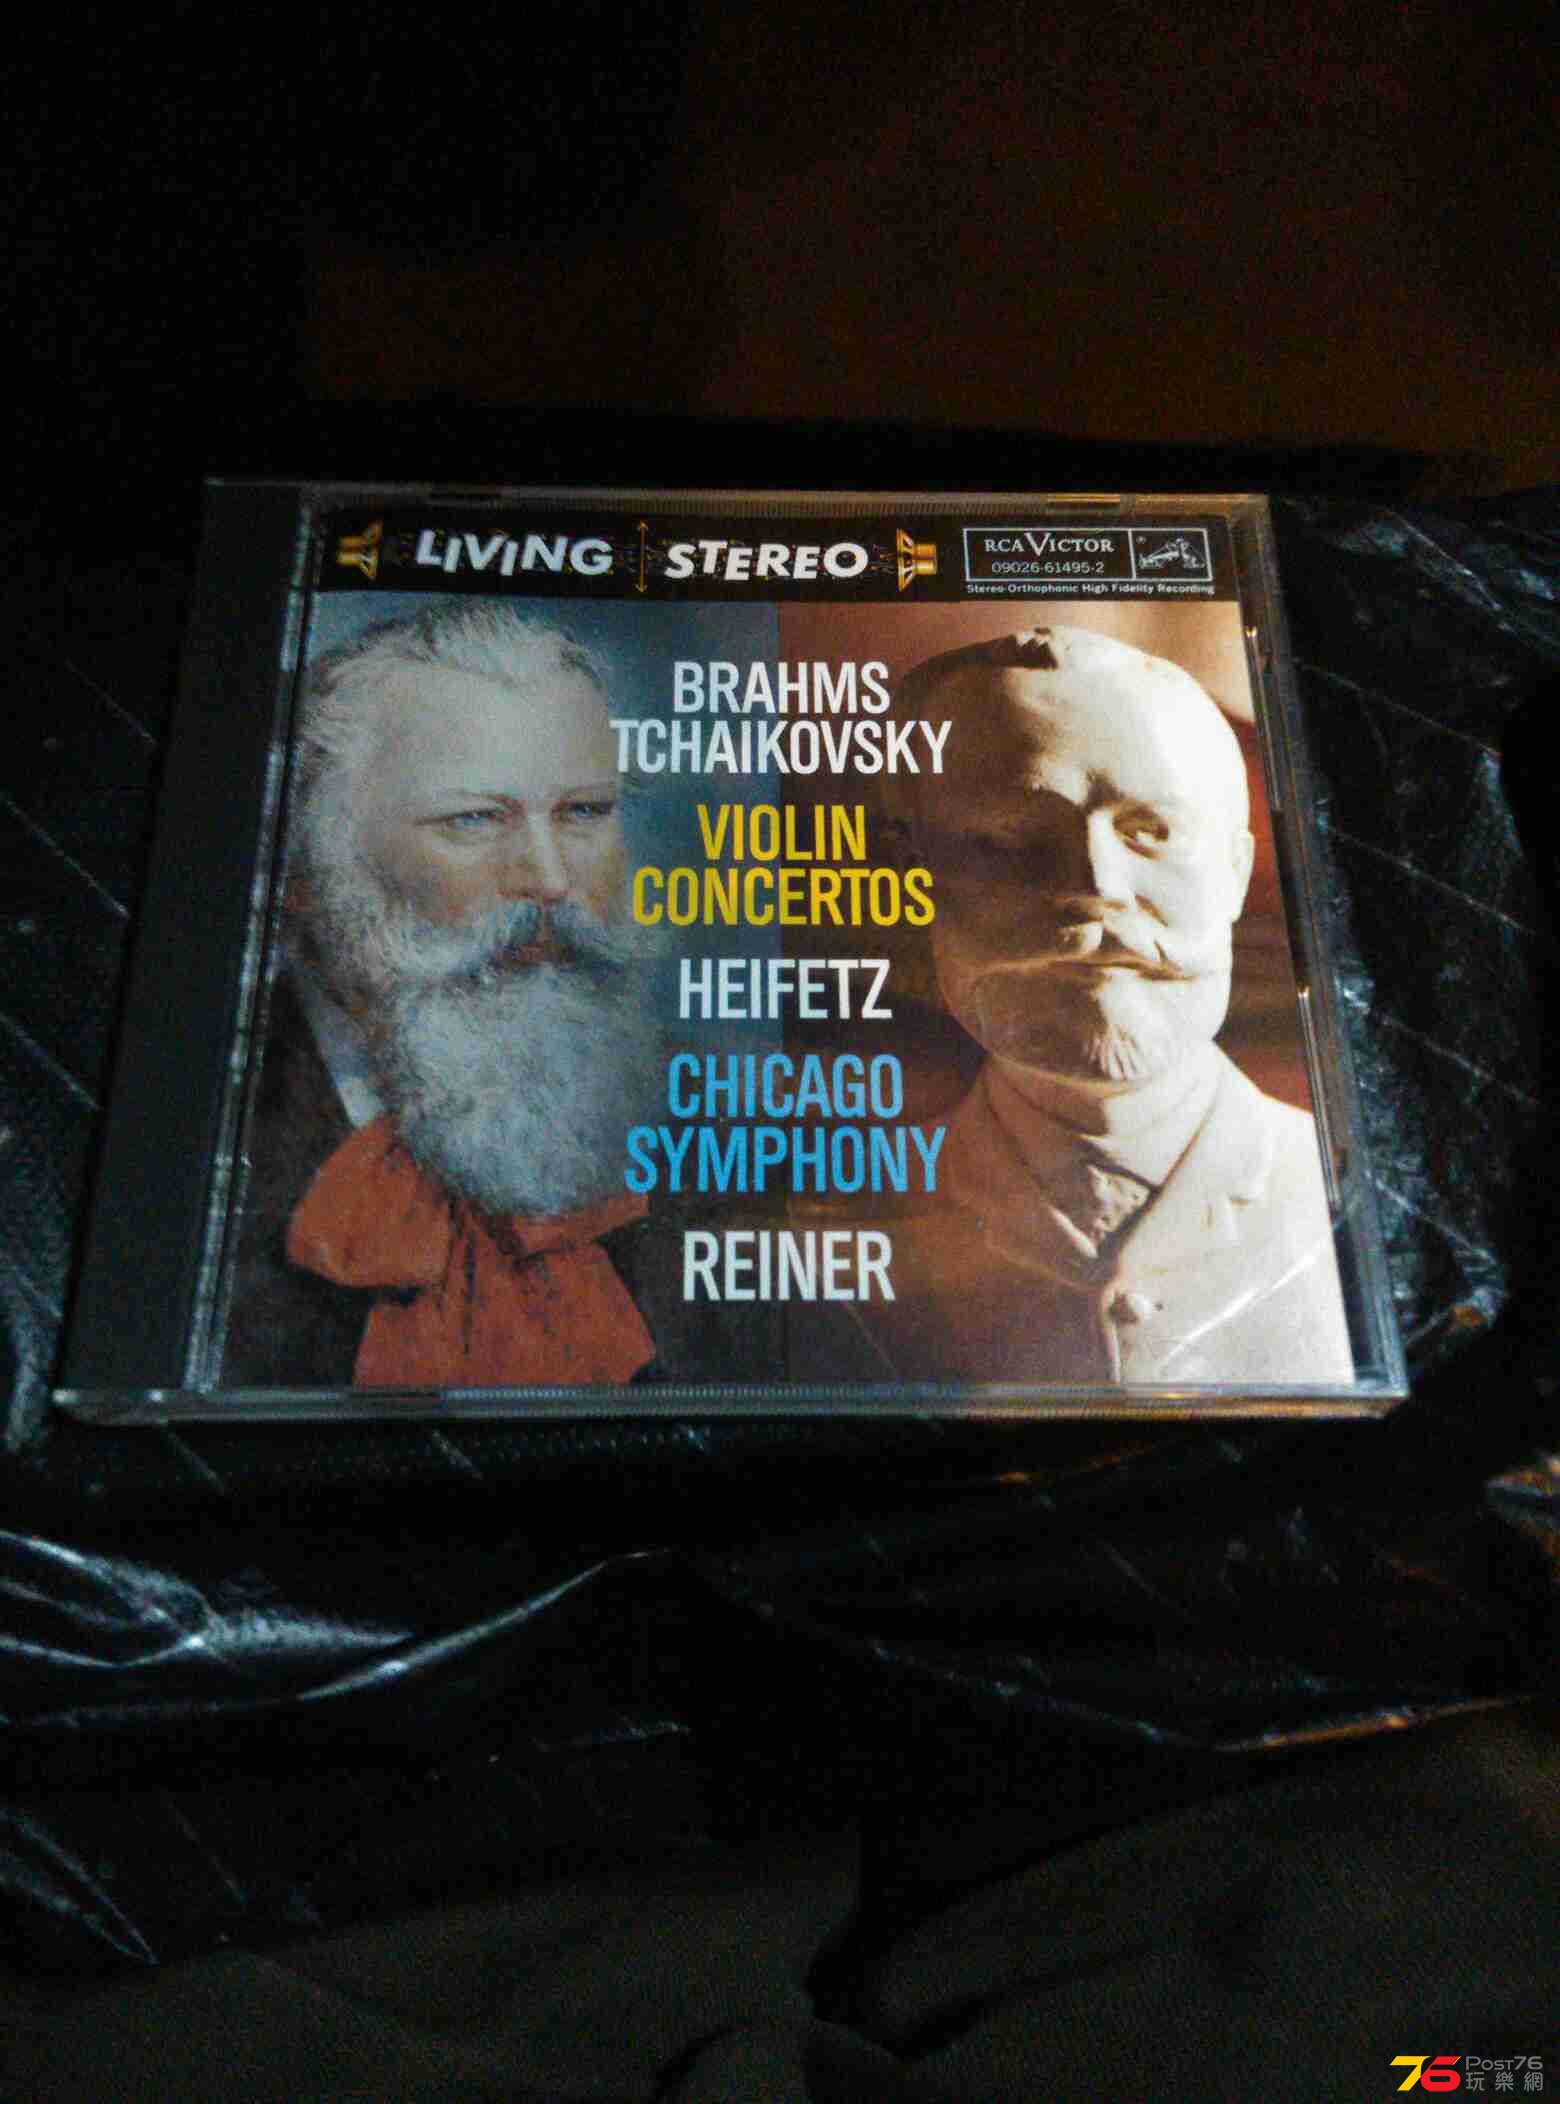 LIVING STEREO
RCA VICTOR
09026-61495-2
Stereo-Orthophonic High Fidelity Recording
BRAHMS
TCHAIKOVSKY
VIOLIN
CONCERTOS
HEIFETZ
CHICAGO
SYMPHONY
REINER
76 POST76
玩樂網